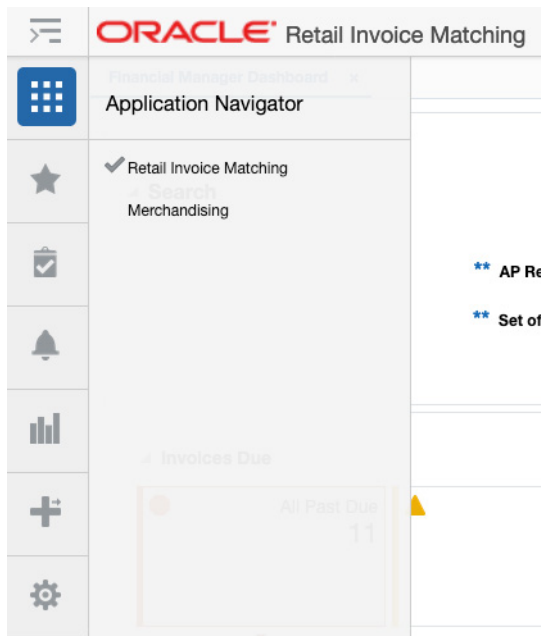 ORACLE® Retail Invoice Matching
Financial Manager Dashboard ×
Application Navigator
Retail Invoice Matching
Search
Merchandising
** AP Re
** Set of
Invoices Due
All Past Due
11